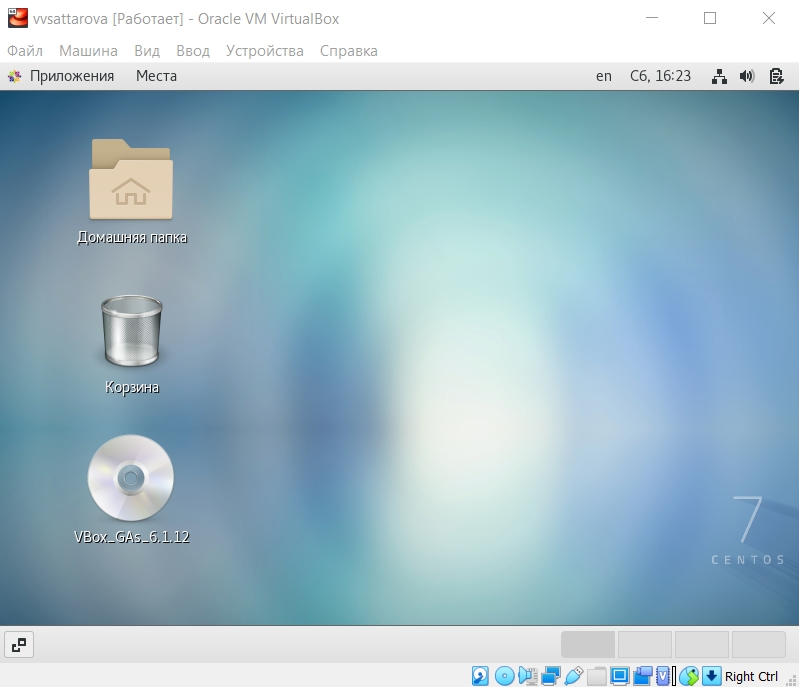 vvsattarova [Работает] - Oracle VM VirtualBox
Файл Машина Вид Ввод Устройства Справка
Приложения Места en Сб, 16:23
Домашняя папка
Корзина
VBox_GAs_6.1.12
7
CENTOS
Right Ctrl